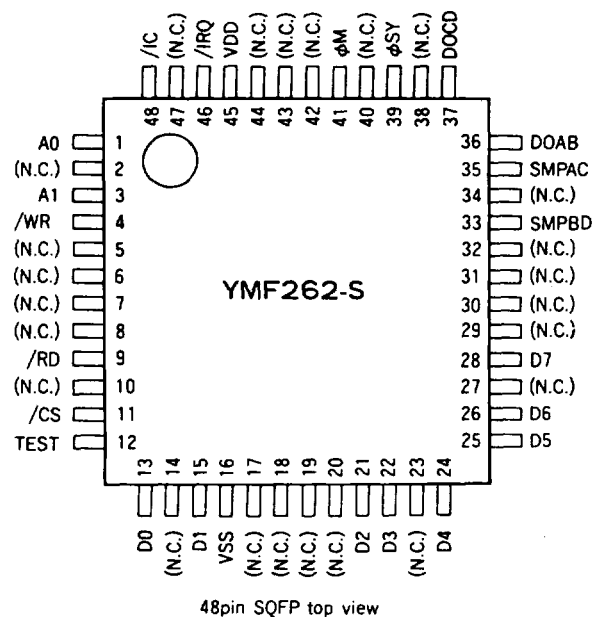 /IC (N.C.) /IRQ VDD (N.C.) (N.C.) (N.C.) φM (N.C.) φSY (N.C.) DOCD
48 47 46 45 44 43 42 41 40 39 38 37
A0 1 36 DOAB
(N.C.) 2 35 SMPAC
A1 3 34 (N.C.)
/WR 4 33 SMPBD
(N.C.) 5 32 (N.C.)
(N.C.) 6 31 (N.C.)
(N.C.) 7 30 (N.C.)
(N.C.) 8 29 (N.C.)
/RD 9 28 D7
(N.C.) 10 27 (N.C.)
/CS 11 26 D6
TEST 12 25 D5
YMF262-S
13 14 15 16 17 18 19 20 21 22 23 24
D0 (N.C.) D1 VSS (N.C.) (N.C.) (N.C.) (N.C.) D2 D3 (N.C.) D4
48pin SQFP top view